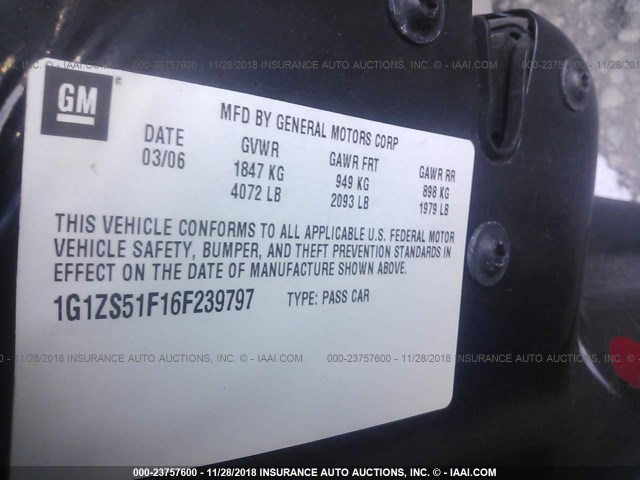 GM
MFD BY GENERAL MOTORS CORP
DATE GVWR GAWR FRT GAWR RR
03/06 1847 KG 949 KG 898 KG
4072 LB 2093 LB 1979 LB
THIS VEHICLE CONFORMS TO ALL APPLICABLE U.S. FEDERAL MOTOR
VEHICLE SAFETY, BUMPER, AND THEFT PREVENTION STANDARDS IN
EFFECT ON THE DATE OF MANUFACTURE SHOWN ABOVE.
1G1ZS51F16F239797 TYPE: PASS CAR
000-23757600 - 11/28/2018 INSURANCE AUTO AUCTIONS, INC. - © IAAI.COM